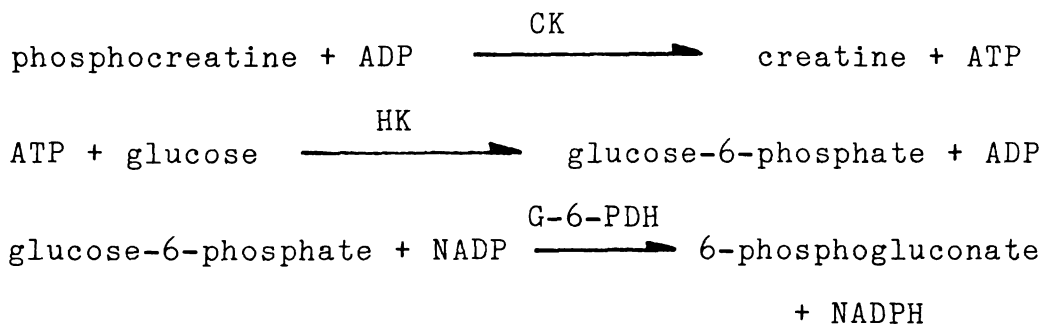 CK
phosphocreatine + ADP creatine + ATP
HK
ATP + glucose glucose-6-phosphate + ADP
G-6-PDH
glucose-6-phosphate + NADP 6-phosphogluconate
+ NADPH